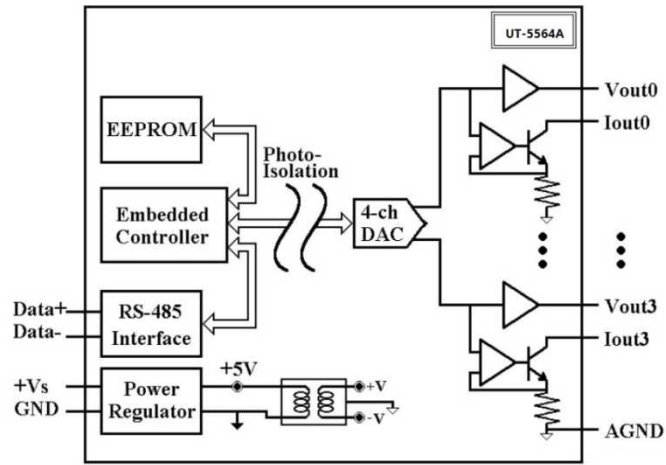 UT-5564A
Vout0
Iout0
EEPROM
Photo-
Isolation
Embedded
Controller
4-ch
DAC
Data+
Data-
RS-485
Interface
Vout3
Iout3
+Vs
GND
Power
Regulator
+5V
+V
-V
AGND